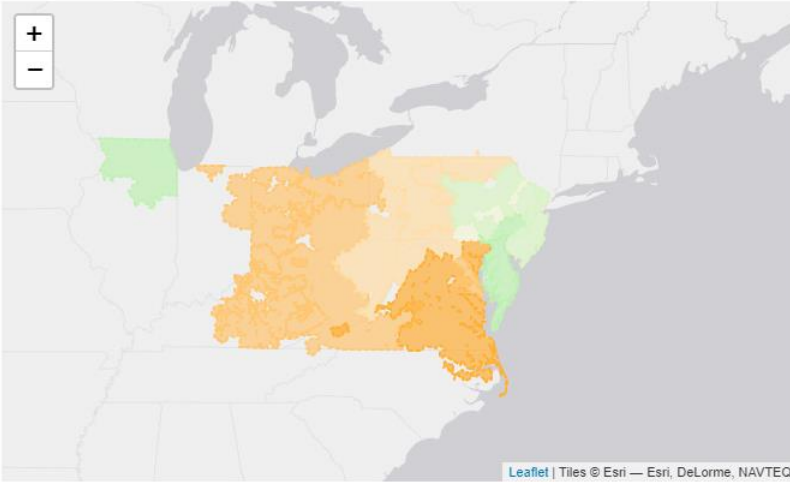 +
−
Leaflet | Tiles © Esri — Esri, DeLorme, NAVTEQ